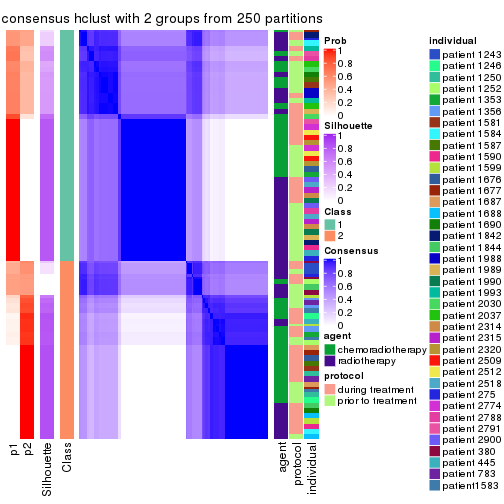 consensus hclust with 2 groups from 250 partitions
Prob
1
0.8
0.6
0.4
0.2
0
Silhouette
1
0.8
0.6
0.4
0.2
0
Class
1
2
Consensus
1
0.8
0.6
0.4
0.2
0
agent
chemoradiotherapy
radiotherapy
protocol
during treatment
prior to treatment
individual
patient 1243
patient 1246
patient 1250
patient 1252
patient 1353
patient 1356
patient 1581
patient 1584
patient 1587
patient 1590
patient 1599
patient 1676
patient 1677
patient 1687
patient 1688
patient 1690
patient 1842
patient 1844
patient 1988
patient 1989
patient 1990
patient 1993
patient 2030
patient 2037
patient 2314
patient 2315
patient 2320
patient 2509
patient 2512
patient 2518
patient 275
patient 2774
patient 2788
patient 2791
patient 2900
patient 380
patient 445
patient 783
patient1583
p1
p2
Silhouette
Class
agent
protocol
individual